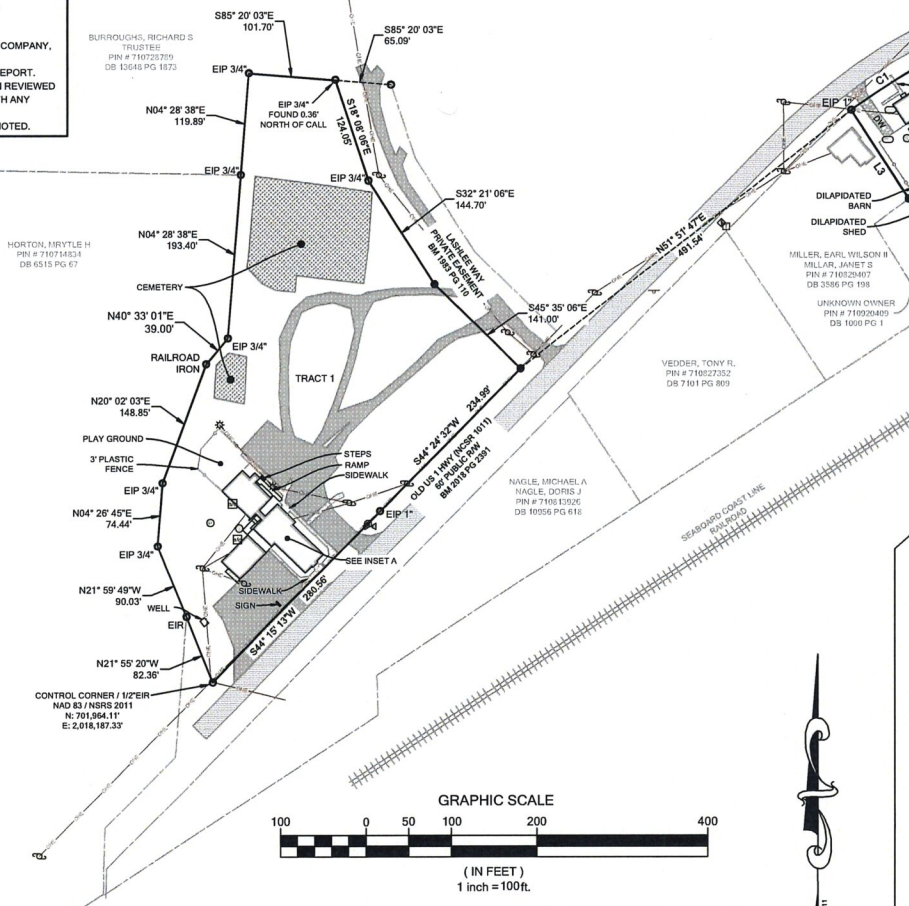 COMPANY,
EPORT.
REVIEWED
TH ANY
NOTED.
BURROUGHS, RICHARD S
TRUSTEE
PIN # 710728789
DB 13648 PG 1873
S85° 20' 03"E
101.70'
S85° 20' 03"E
65.09'
EIP 3/4"
EIP 3/4"
FOUND 0.36'
NORTH OF CALL
S18° 08' 06"E
124.05'
N04° 28' 38"E
119.89'
EIP 3/4"
EIP 3/4"
S32° 21' 06"E
144.70'
LASHLEE WAY
PRIVATE EASEMENT
BM 1983 PG 110
HORTON, MRYTLE H
PIN # 710714834
DB 6515 PG 67
N04° 28' 38"E
193.40'
CEMETERY
N40° 33' 01"E
39.00'
EIP 3/4"
RAILROAD
IRON
S45° 35' 06"E
141.00'
N51° 51' 47"E
491.54'
EIP 1"
C1
DW
L3
DILAPIDATED
BARN
DILAPIDATED
SHED
MILLER, EARL WILSON II
MILLAR, JANET S
PIN # 710829407
DB 3586 PG 198
UNKNOWN OWNER
PIN # 710920409
DB 1000 PG 1
VEDDER, TONY R.
PIN # 710827352
DB 7101 PG 809
TRACT 1
N20° 02' 03"E
148.85'
PLAY GROUND
3' PLASTIC
FENCE
STEPS
RAMP
SIDEWALK
S44° 24' 32"W 234.99'
OLD US 1 HWY (NCSR 1011)
60' PUBLIC R/W
BM 2018 PG 2391
EIP 3/4"
N04° 26' 45"E
74.44'
EIP 3/4"
EIP 1"
SEE INSET A
NAGLE, MICHAEL A
NAGLE, DORIS J
PIN # 710813926
DB 10956 PG 618
SEABOARD COAST LINE
RAILROAD
N21° 59' 49"W
90.03'
WELL
EIR
SIDEWALK
SIGN
S44° 15' 13"W 280.56'
N21° 55' 20"W
82.36'
CONTROL CORNER / 1/2"EIR
NAD 83 / NSRS 2011
N: 701,964.11'
E: 2,018,187.33'
GRAPHIC SCALE
100 0 50 100 200 400
( IN FEET )
1 inch = 100ft.